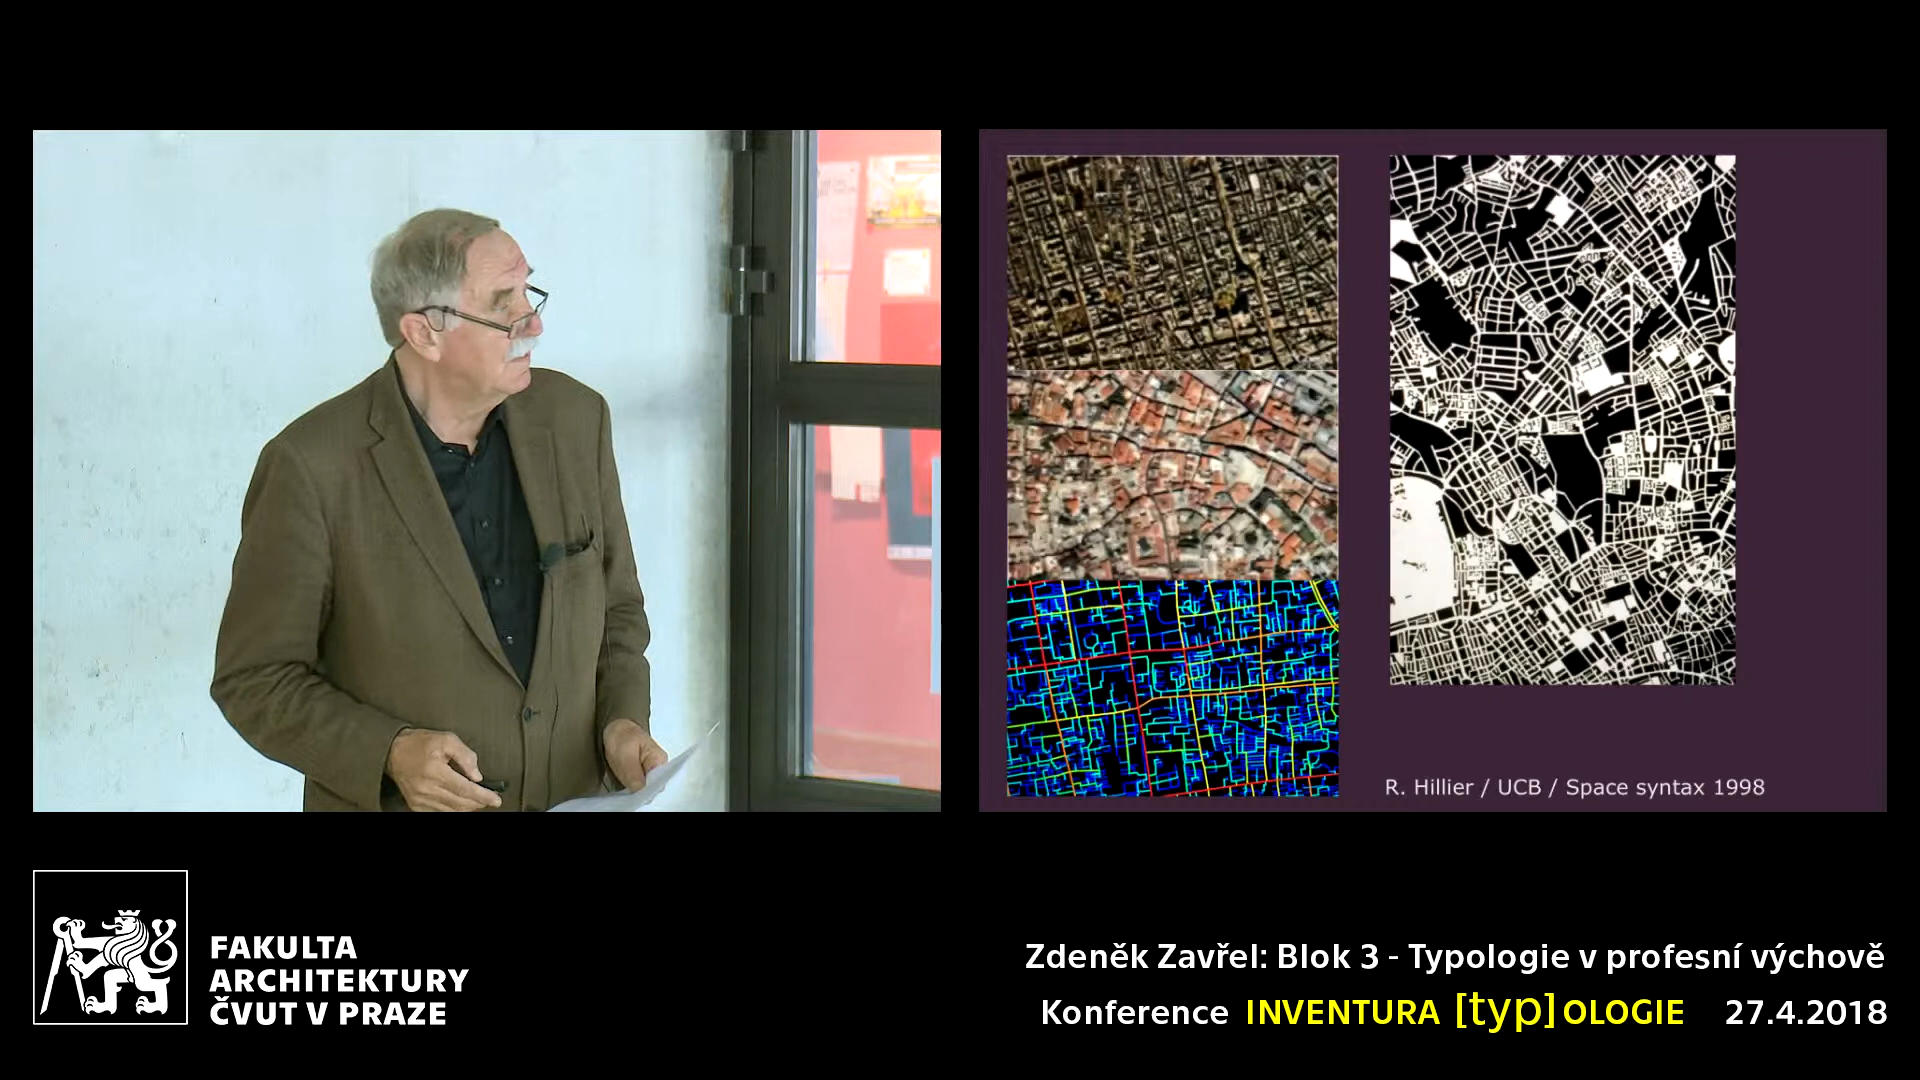 R. Hillier / UCB / Space syntax 1998
FAKULTA
ARCHITEKTURY
ČVUT V PRAZE
Zdeněk Zavřel: Blok 3 - Typologie v profesní výchově
Konference INVENTURA [typ]OLOGIE 27.4.2018